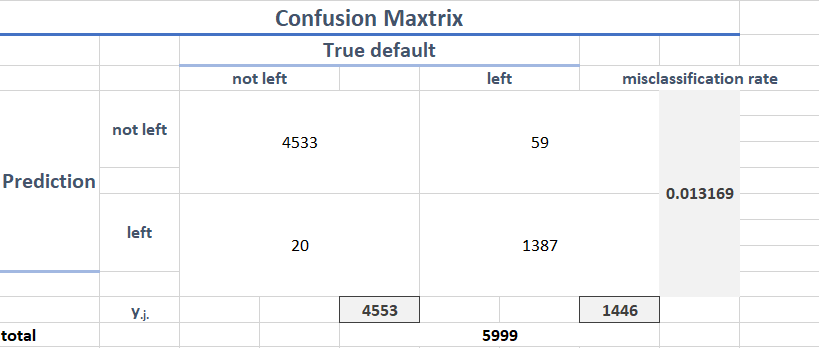 Confusion Maxtrix
True default
not left left misclassification rate
not left 4533 59
Prediction
0.013169
left 20 1387
y.j. 4553 1446
total 5999